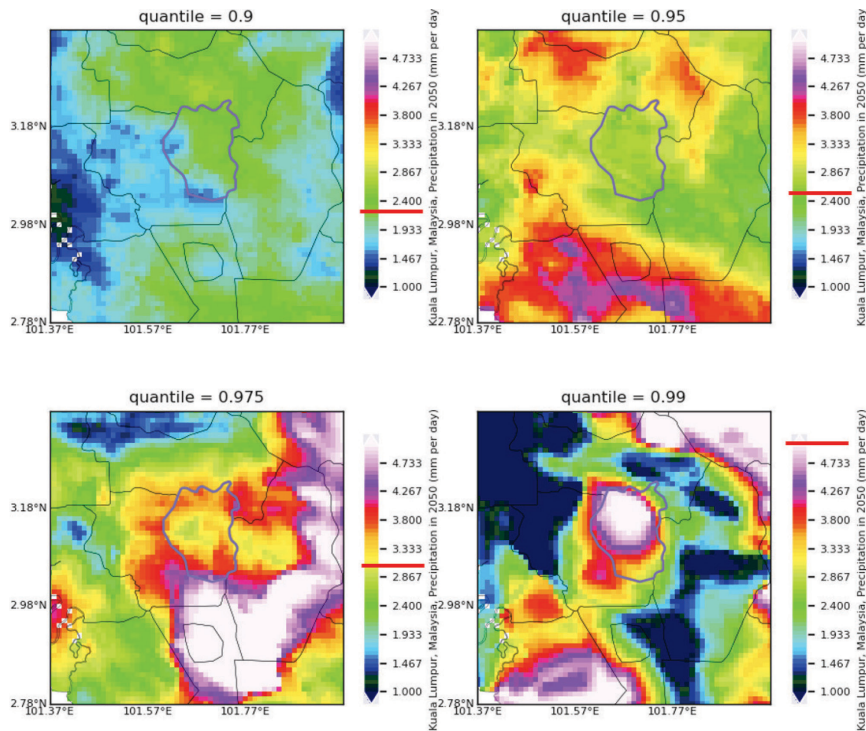 quantile = 0.9
3.18°N
2.98°N
2.78°N
101.37°E
101.57°E
101.77°E
4.733
4.267
3.800
3.333
2.867
2.400
1.933
1.467
1.000
Kuala Lumpur, Malaysia, Precipitation in 2050 (mm per day)
quantile = 0.95
3.18°N
2.98°N
2.78°N
101.37°E
101.57°E
101.77°E
4.733
4.267
3.800
3.333
2.867
2.400
1.933
1.467
1.000
Kuala Lumpur, Malaysia, Precipitation in 2050 (mm per day)
quantile = 0.975
3.18°N
2.98°N
2.78°N
101.37°E
101.57°E
101.77°E
4.733
4.267
3.800
3.333
2.867
2.400
1.933
1.467
1.000
Kuala Lumpur, Malaysia, Precipitation in 2050 (mm per day)
quantile = 0.99
3.18°N
2.98°N
2.78°N
101.37°E
101.57°E
101.77°E
4.733
4.267
3.800
3.333
2.867
2.400
1.933
1.467
1.000
Kuala Lumpur, Malaysia, Precipitation in 2050 (mm per day)